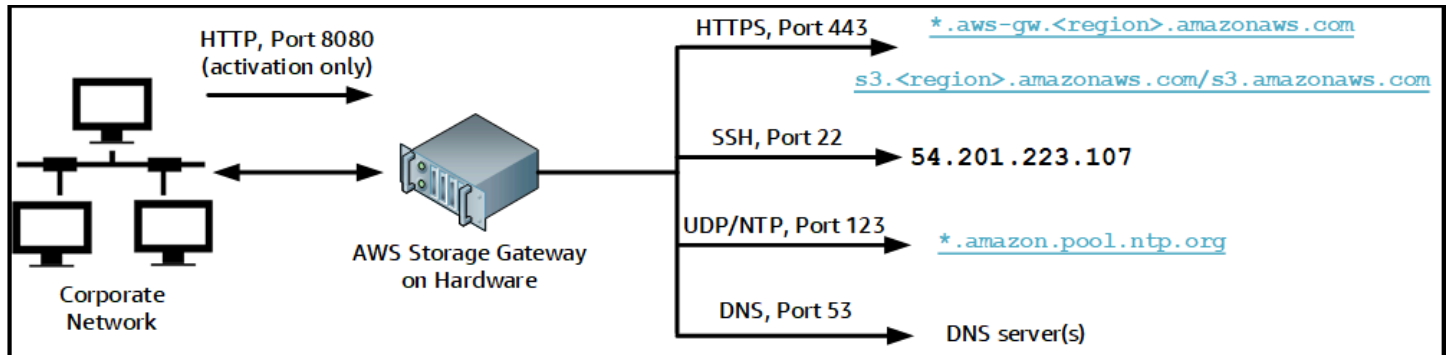 HTTP, Port 8080
(activation only)
HTTPS, Port 443
*.aws-gw.<region>.amazonaws.com
s3.<region>.amazonaws.com/s3.amazonaws.com
SSH, Port 22
54.201.223.107
UDP/NTP, Port 123
*.amazon.pool.ntp.org
AWS Storage Gateway
on Hardware
Corporate
Network
DNS, Port 53
DNS server(s)